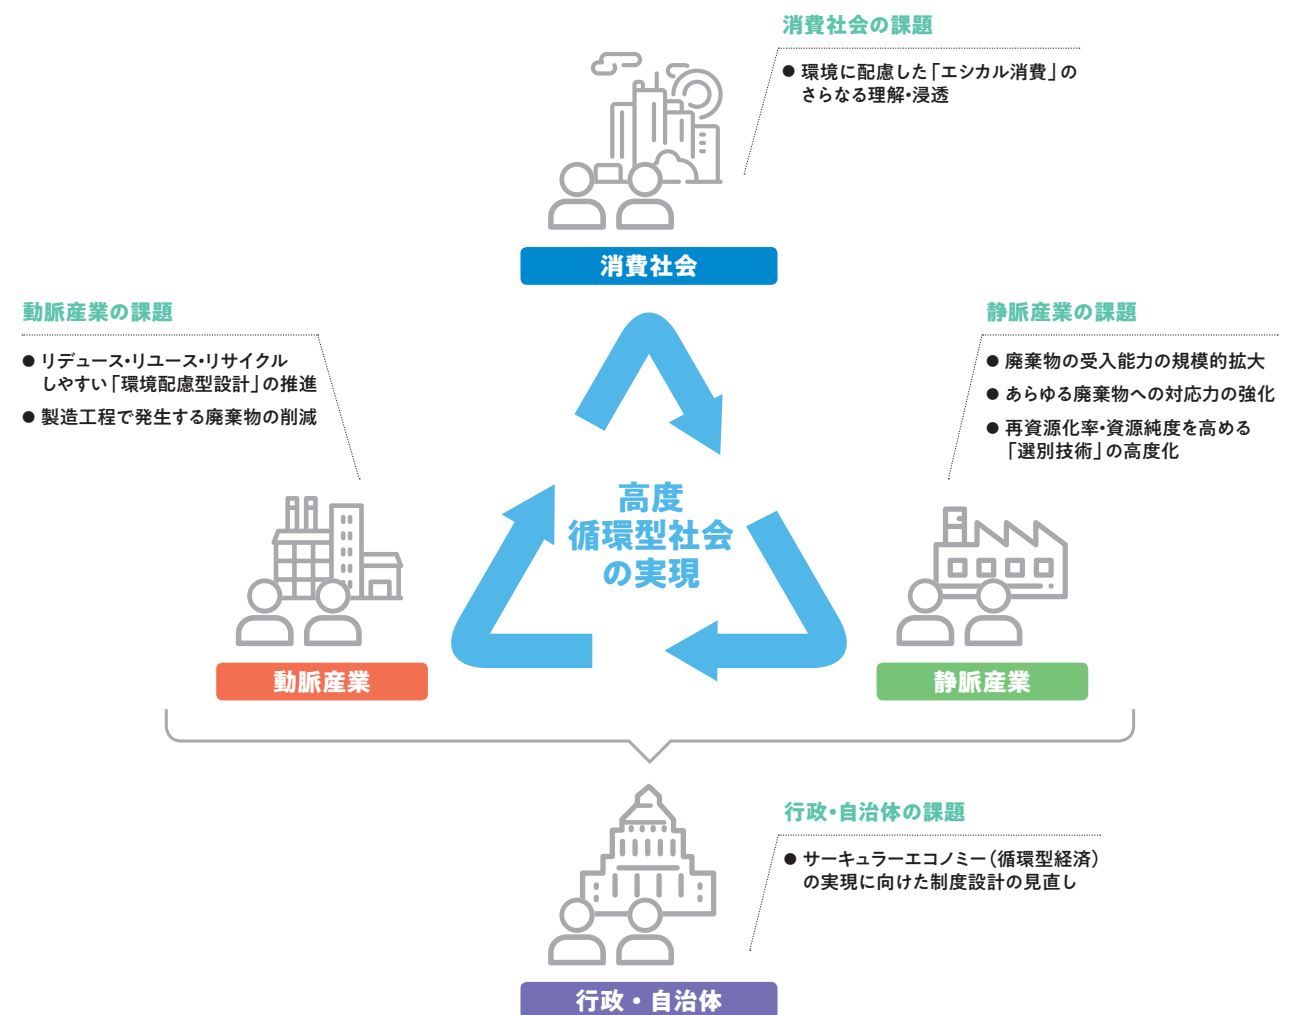 消費社会の課題
● 環境に配慮した「エシカル消費」の
さらなる理解・浸透
消費社会
動脈産業の課題
● リデュース・リユース・リサイクル
しやすい「環境配慮型設計」の推進
● 製造工程で発生する廃棄物の削減
静脈産業の課題
● 廃棄物の受入能力の規模的拡大
● あらゆる廃棄物への対応力の強化
● 再資源化率・資源純度を高める
「選別技術」の高度化
高度
循環型社会
の実現
動脈産業
静脈産業
行政・自治体の課題
● サーキュラーエコノミー（循環型経済）
の実現に向けた制度設計の見直し
行政・自治体